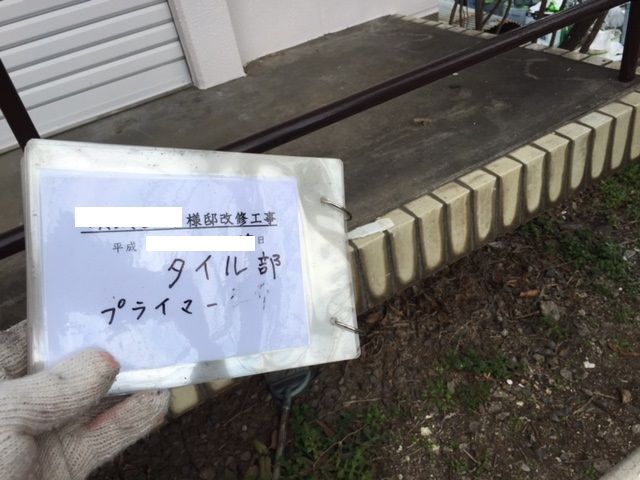 様邸改修工事
平成 日
タイル部
プライマー